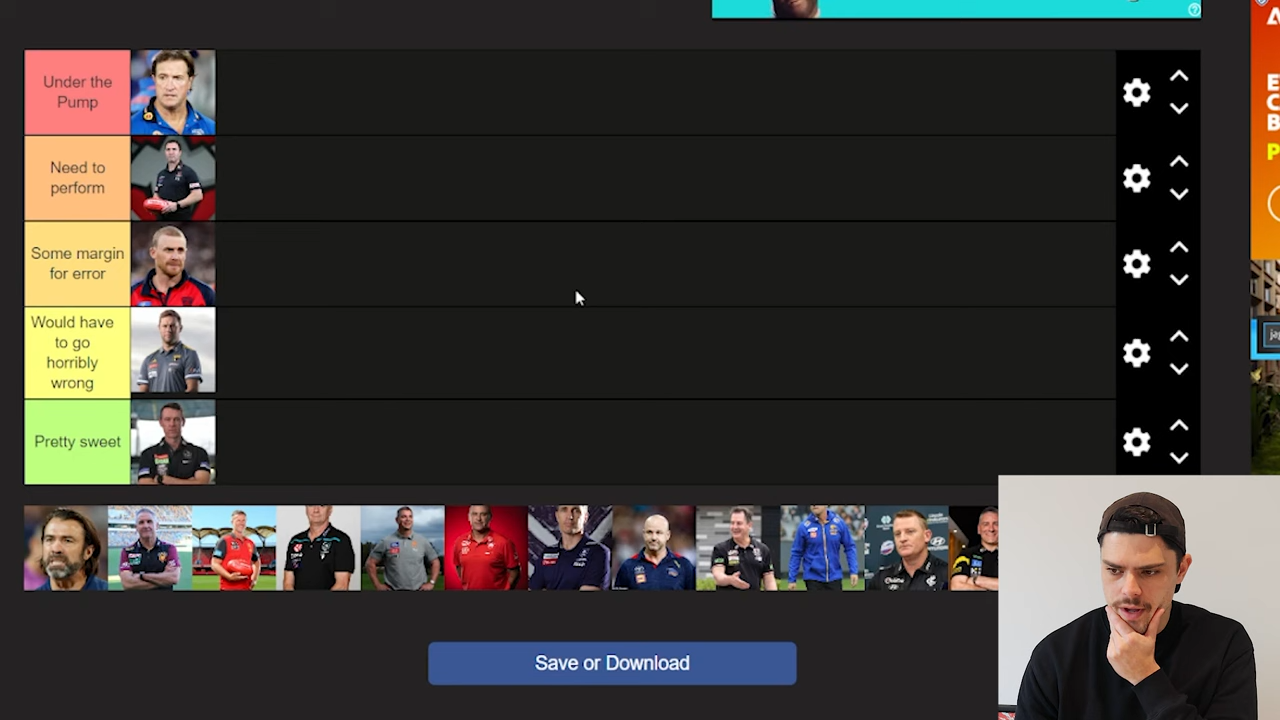 Under the
Pump
Need to
perform
Some margin
for error
Would have
to go
horribly
wrong
Pretty sweet
Save or Download